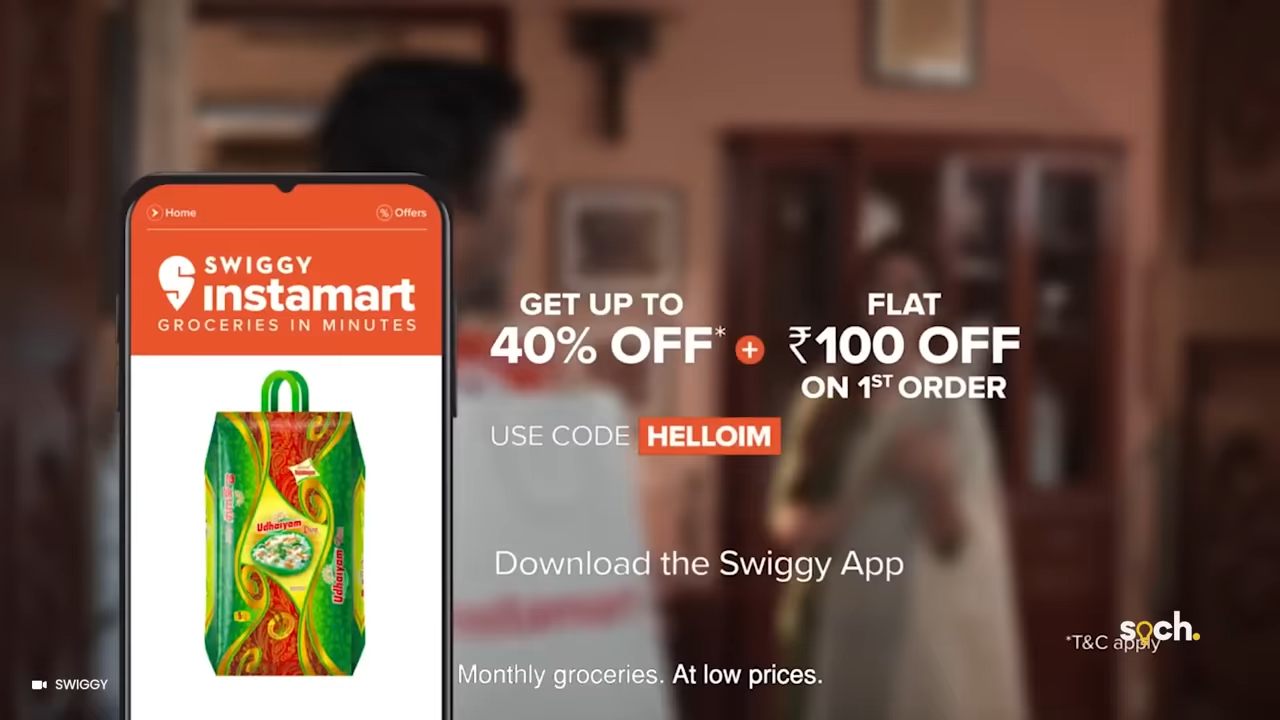 Home
Offers
SWIGGY
instamart
GROCERIES IN MINUTES
GET UP TO
40% OFF*
+
FLAT
₹100 OFF
ON 1ST ORDER
USE CODE HELLOIM
Udhaiyam
Udhaiyam
Download the Swiggy App
soch.
*T&C apply
Monthly groceries. At low prices.
SWIGGY